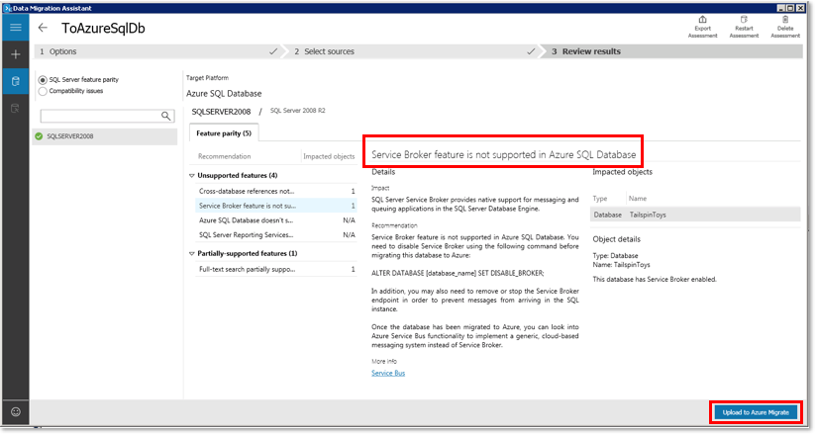 Data Migration Assistant
ToAzureSqlDb
Export Assessment
Restart Assessment
Delete Assessment
1 Options
2 Select sources
3 Review results
SQL Server feature parity
Compatibility issues
SQLSERVER2008
Target Platform
Azure SQL Database
SQLSERVER2008 / SQL Server 2008 R2
Feature parity (5)
Recommendation Impacted objects
Unsupported features (4)
Cross-database references not... 1
Service Broker feature is not su... 1
Azure SQL Database doesn't s... N/A
SQL Server Reporting Services... N/A
Partially-supported features (1)
Full-text search partially suppo... 1
Service Broker feature is not supported in Azure SQL Database
Details
Impact
SQL Server Service Broker provides native support for messaging and
queuing applications in the SQL Server Database Engine.
Recommendation
Service Broker feature is not supported in Azure SQL Database. You
need to disable Service Broker using the following command before
migrating this database to Azure:
ALTER DATABASE [database_name] SET DISABLE_BROKER;
In addition, you may also need to remove or stop the Service Broker
endpoint in order to prevent messages from arriving in the SQL
instance.
Once the database has been migrated to Azure, you can look into
Azure Service Bus functionality to implement a generic, cloud-based
messaging system instead of Service Broker.
More info
Service Bus
Impacted objects
Type Name
Database TailspinToys
Object details
Type: Database
Name: TailspinToys
This database has Service Broker enabled.
Upload to Azure Migrate